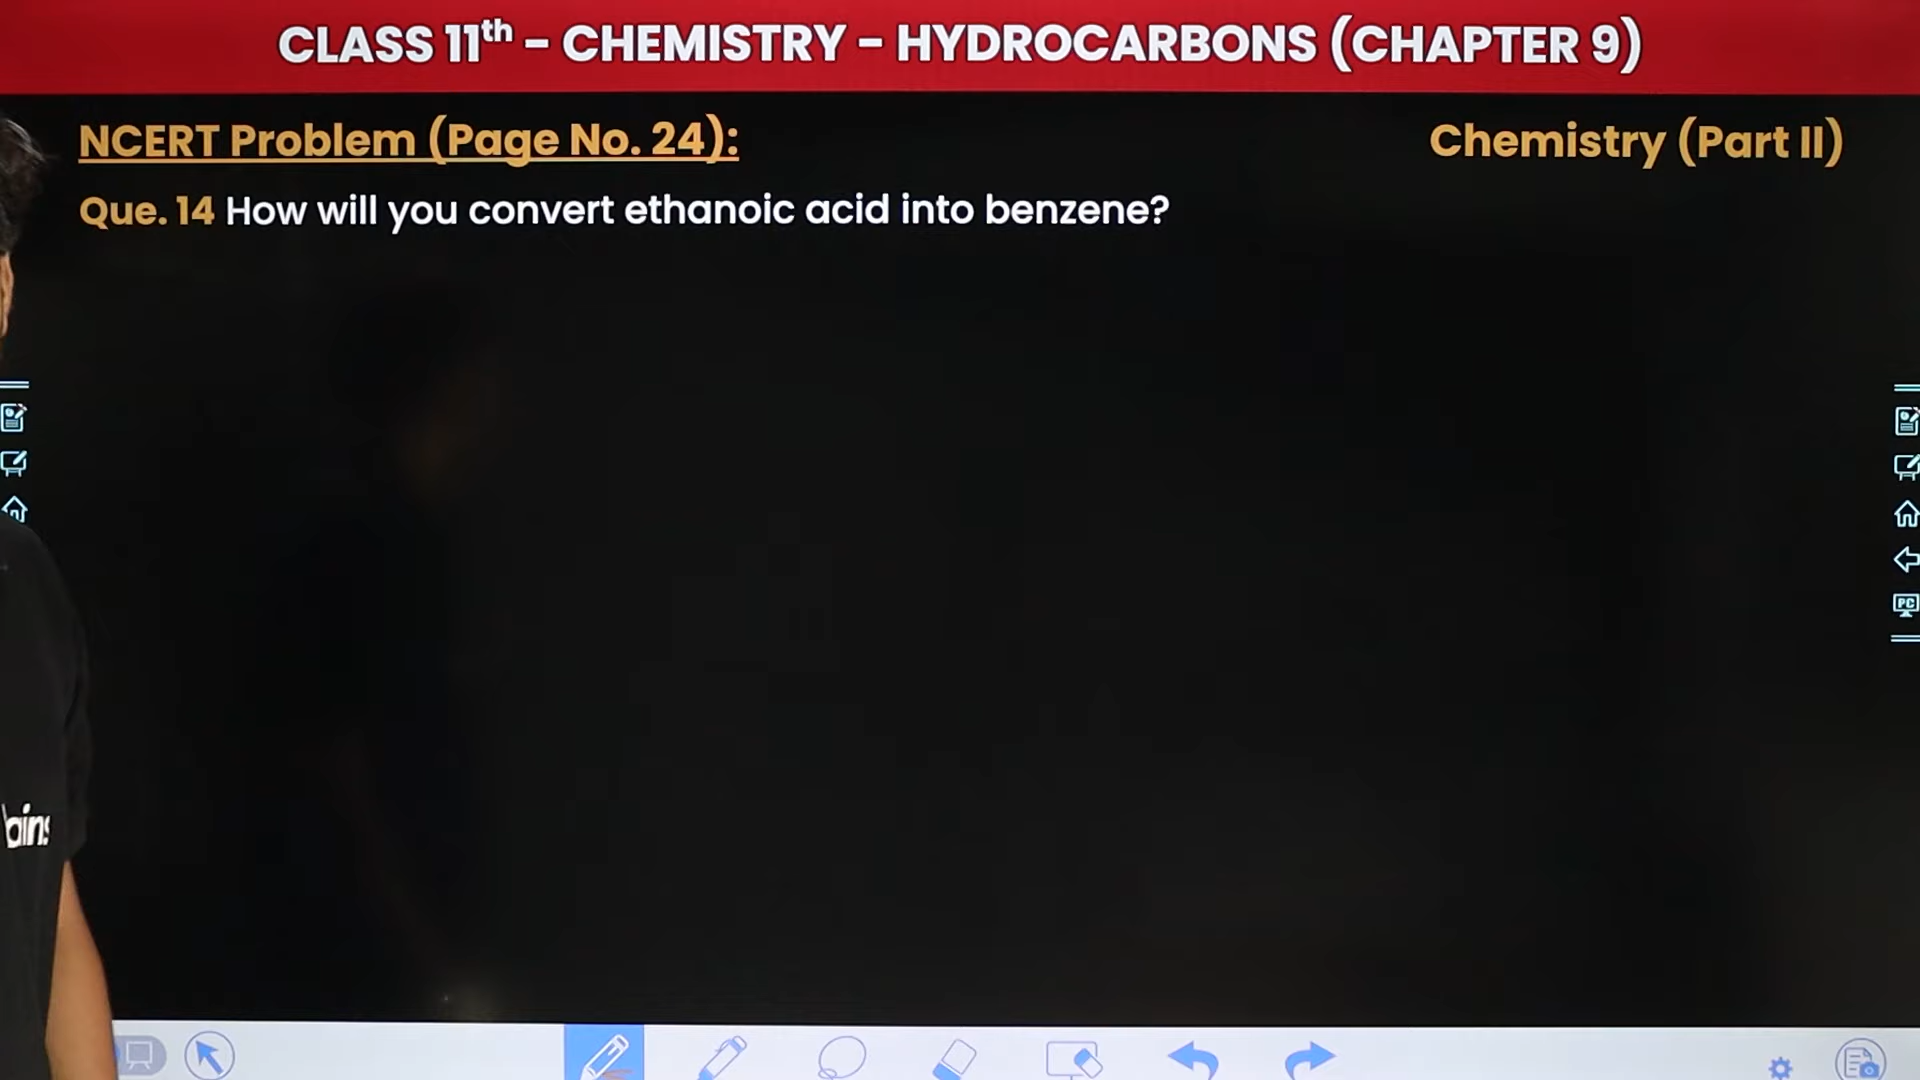 CLASS 11th - CHEMISTRY - HYDROCARBONS (CHAPTER 9)
NCERT Problem (Page No. 24):
Chemistry (Part II)
Que. 14 How will you convert ethanoic acid into benzene?
PC